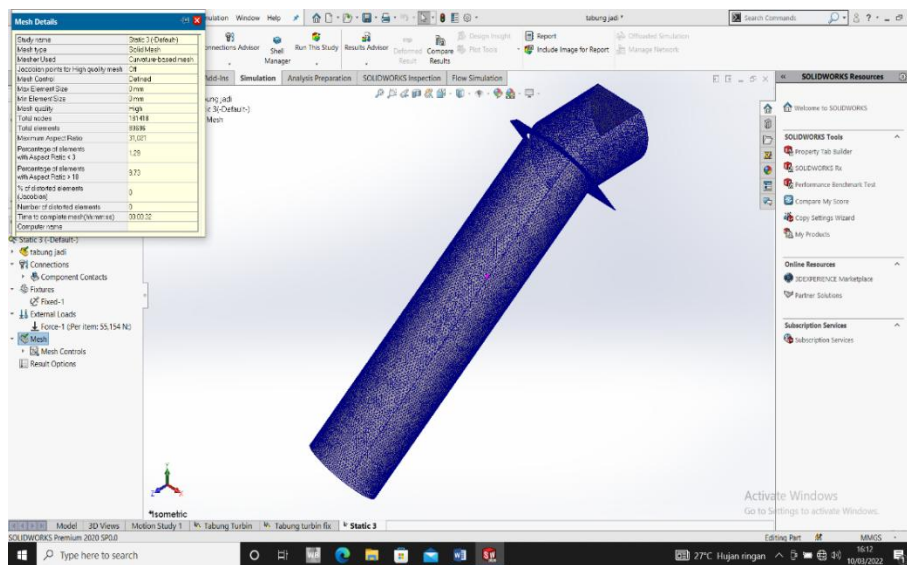 Mesh Details
Study name Static 3 (-Default-)
Mesh type Solid Mesh
Mesher Used Curvature-based mesh
Jacobian points for High quality mesh Off
Mesh Control Defined
Max Element Size 0 mm
Min Element Size 0 mm
Mesh quality High
Total nodes
Total elements
Maximum Aspect Ratio 31,021
Percentage of elements
with Aspect Ratio < 3
1,29
Percentage of elements
with Aspect Ratio > 10
% of distorted elements
(Jacobian)
0
Number of distorted elements 0
Time to complete mesh(hh:mm:ss) 00:00:32
Computer name
Window Help
tabung jadi *
Search Commands
Connections Advisor
Shell Manager
Run This Study
Results Advisor
Deformed Result
Compare Results
Design Insight
Plot Tools
Report
Include Image for Report
Offloaded Simulation
Manage Network
Add-Ins Simulation Analysis Preparation SOLIDWORKS Inspection Flow Simulation
Mesh
Static 3 (-Default-)
tabung jadi
Connections
Component Contacts
Fixtures
Fixed-1
External Loads
Force-1 (:Per item: 55,154 N:)
Mesh
Mesh Controls
Result Options
*Isometric
SOLIDWORKS Resources
Welcome to SOLIDWORKS
SOLIDWORKS Tools
Property Tab Builder
SOLIDWORKS Rx
Performance Benchmark Test
Compare My Score
Copy Settings Wizard
My Products
Online Resources
3DEXPERIENCE Marketplace
Partner Solutions
Subscription Services
Subscription Services
Activate Windows
Go to Settings to activate Windows.
Model 3D Views Motion Study 1 Tabung Turbin Tabung turbin fix Static 3
SOLIDWORKS Premium 2020 SP0.0
Editing Part MMGS
Type here to search
27°C Hujan ringan
16:12
10/03/2022